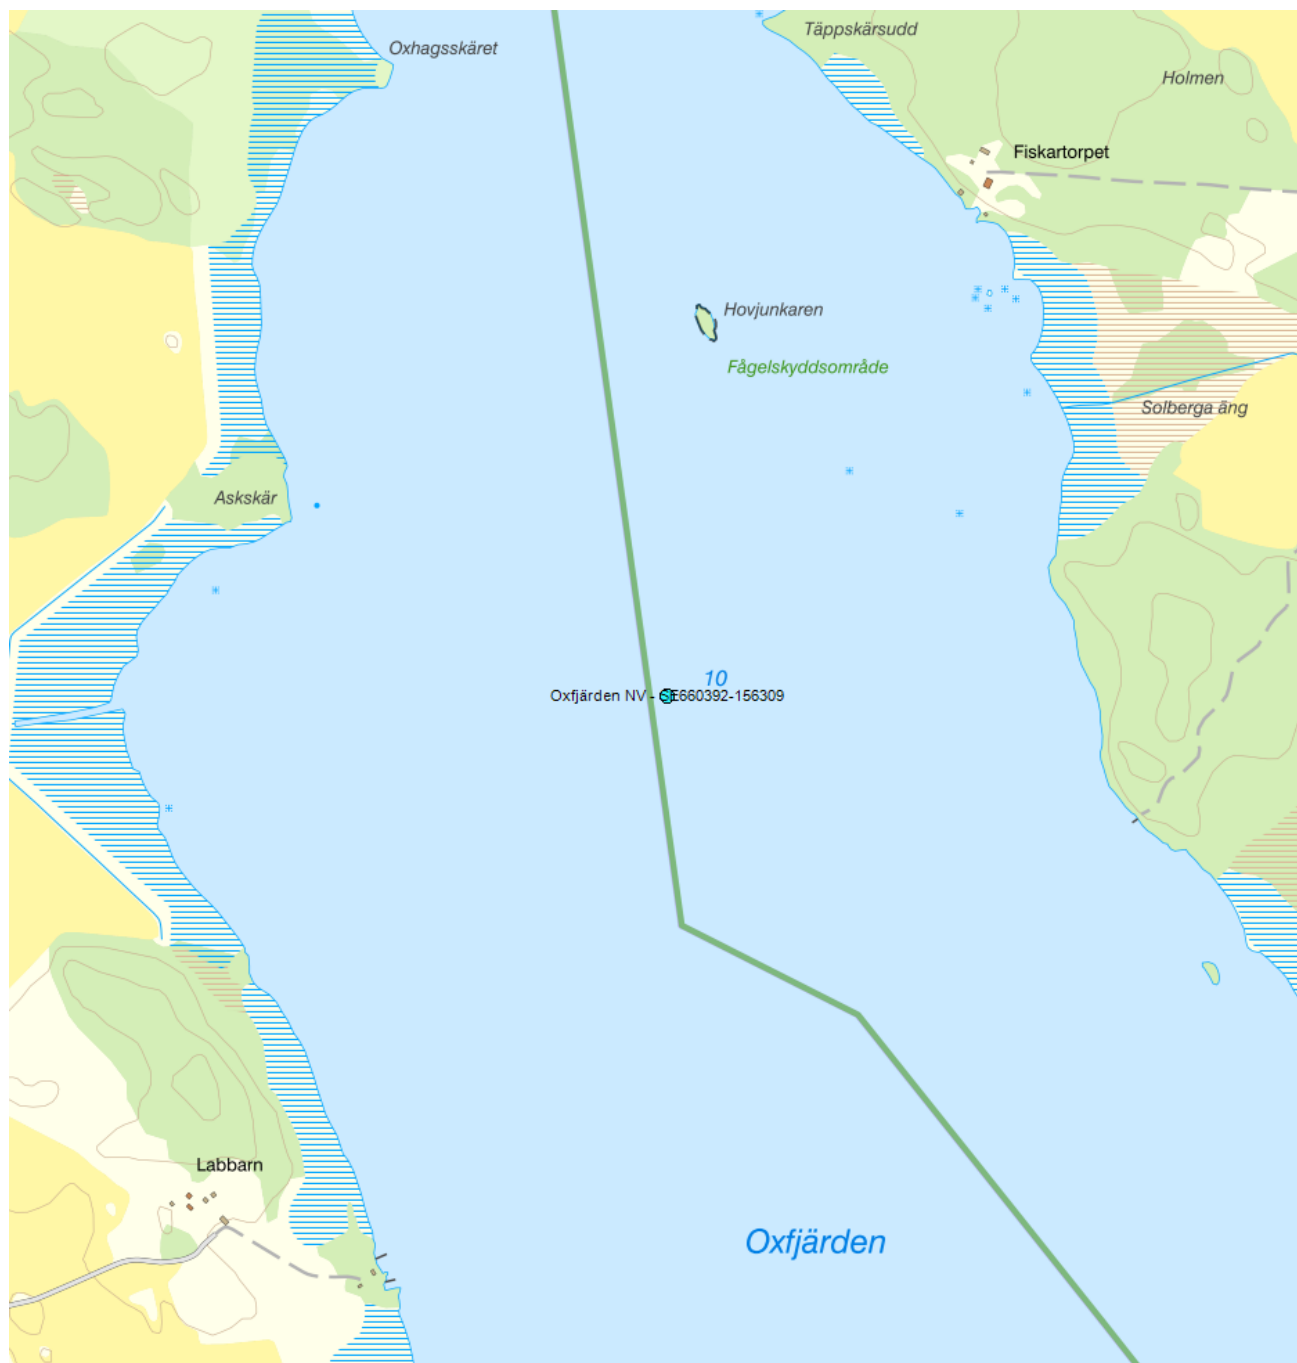 Täppskärsudd
Oxhagsskäret
Holmen
Fiskartorpet
Hovjunkaren
Fågelskyddsområde
Solberga äng
Askskär
10
Oxfjärden NV - SE660392-156309
Labbarn
Oxfjärden